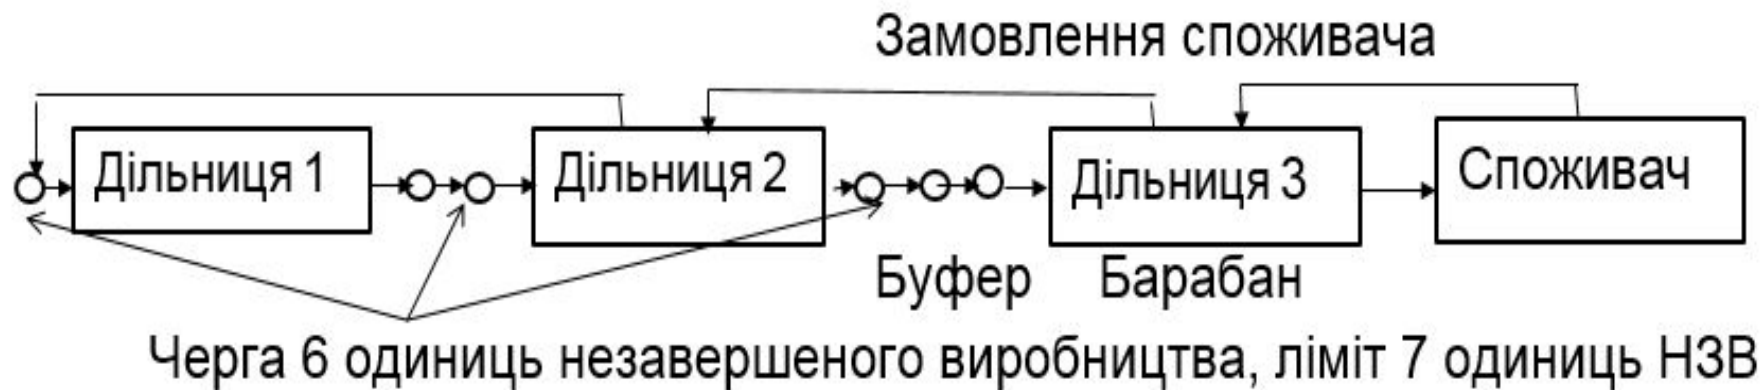 Замовлення споживача
Дільниця 1
Дільниця 2
Дільниця 3
Споживач
Буфер
Барабан
Черга 6 одиниць незавершеного виробництва, ліміт 7 одиниць НЗВ